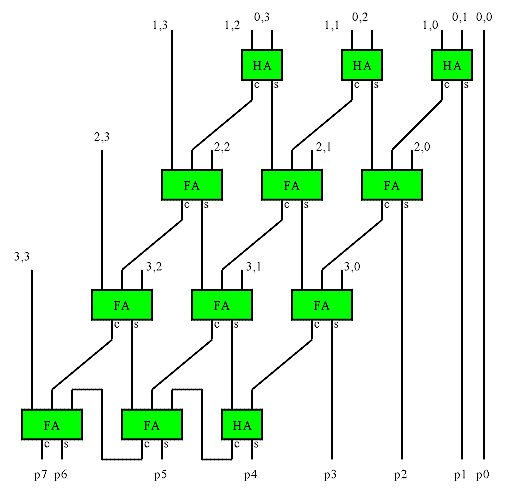 1,3 1,2 0,3 1,1 0,2 1,0 0,1 0,0
HA HA HA
c s c s c s
2,3 2,2 2,1 2,0
FA FA FA
c s c s c s
3,3 3,2 3,1 3,0
FA FA FA
c s c s c s
FA FA HA
c s c s c s
p7 p6 p5 p4 p3 p2 p1 p0